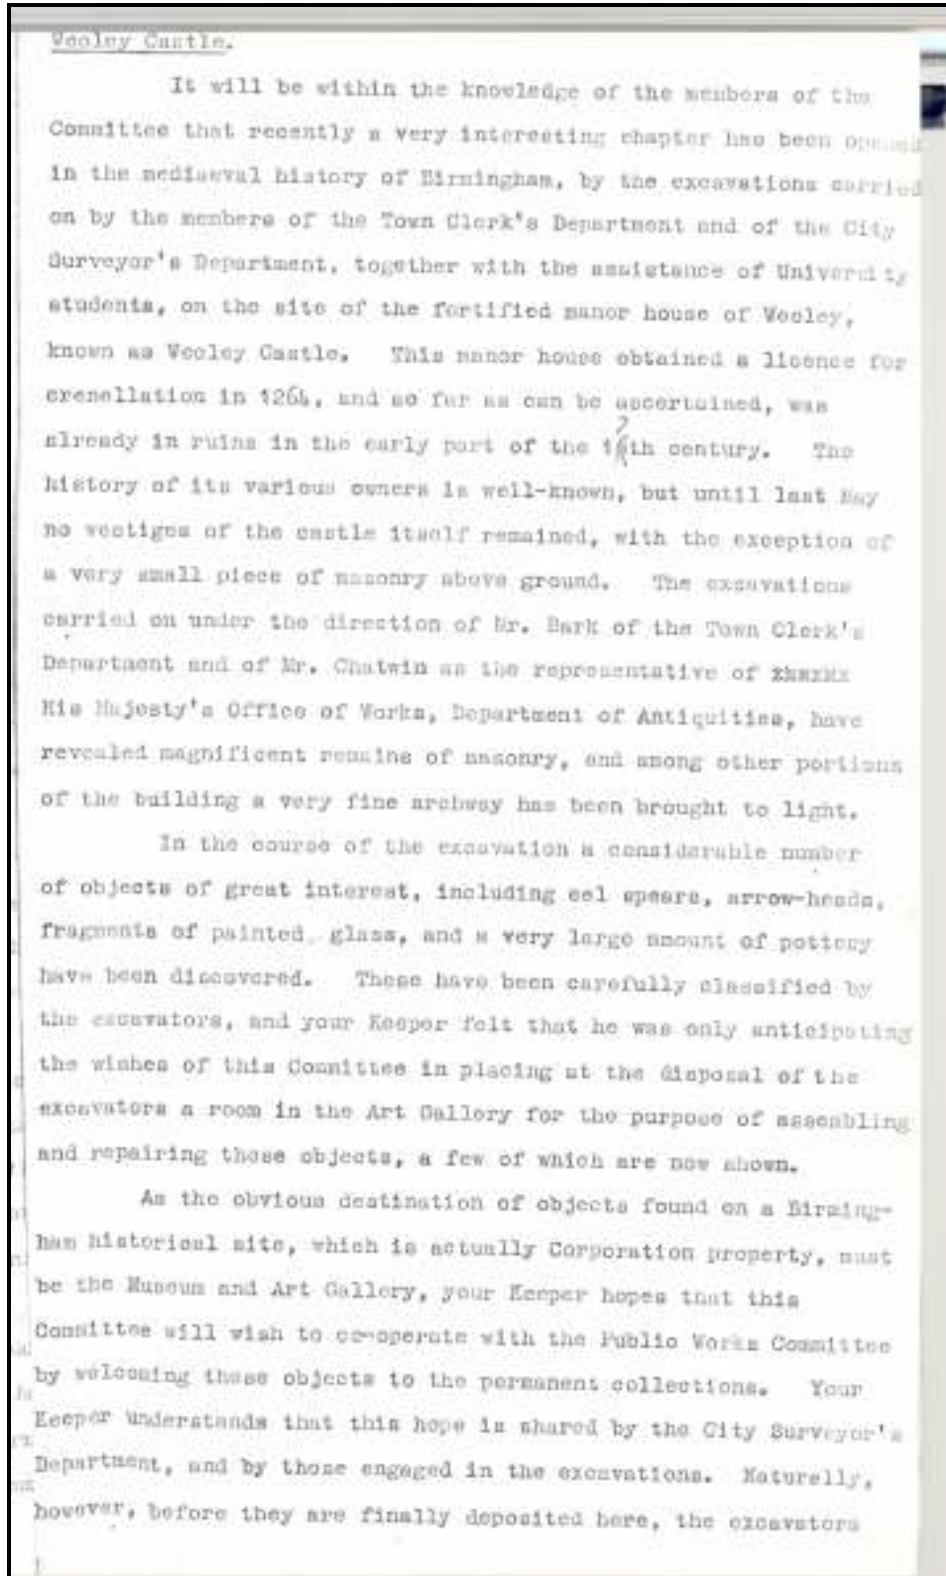 Weoley Castle.
It will be within the knowledge of the members of the
Committee that recently a very interesting chapter has been opened
in the mediaeval history of Birmingham, by the excavations carried
on by the members of the Town Clerk's Department and of the City
Surveyor's Department, together with the assistance of University
students, on the site of the fortified manor house of Weoley,
known as Weoley Castle. This manor house obtained a licence for
crenellation in 1264, and so far as can be ascertained, was
already in ruins in the early part of the th century. The
history of its various owners is well-known, but until last May
no vestiges of the castle itself remained, with the exception of
a very small piece of masonry above ground. The excavations
carried on under the direction of Mr. Bark of the Town Clerk's
Department and of Mr. Chatwin as the representative of
His Majesty's Office of Works, Department of Antiquities, have
revealed magnificent remains of masonry, and among other portions
of the building a very fine archway has been brought to light.
In the course of the excavation a considerable number
of objects of great interest, including eel spears, arrow-heads,
fragments of painted glass, and a very large amount of pottery
have been discovered. These have been carefully classified by
the excavators, and your Keeper felt that he was only anticipating
the wishes of this Committee in placing at the disposal of the
excavators a room in the Art Gallery for the purpose of assembling
and repairing these objects, a few of which are now shown.
As the obvious destination of objects found on a Birming-
ham historical site, which is actually Corporation property, must
be the Museum and Art Gallery, your Keeper hopes that this
Committee will wish to co-operate with the Public Works Committee
by welcoming these objects to the permanent collections. Your
Keeper understands that this hope is shared by the City Surveyor's
Department, and by those engaged in the excavations. Naturally,
however, before they are finally deposited here, the excavators